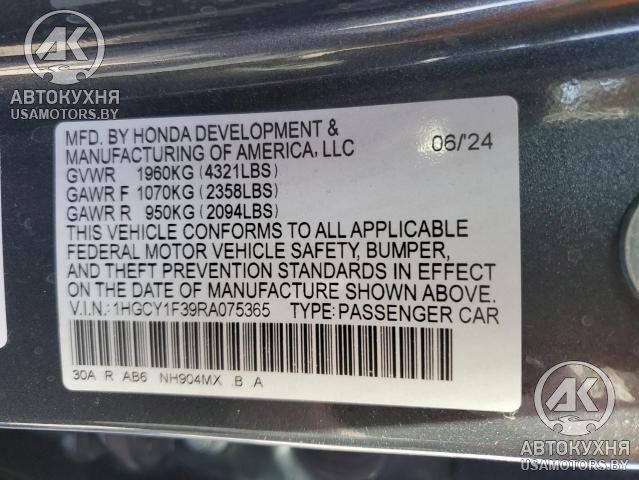 АК
АВТОКУХНЯ
USAMOTORS.BY
MFD. BY HONDA DEVELOPMENT &
MANUFACTURING OF AMERICA, LLC 06/'24
GVWR 1960KG (4321LBS)
GAWR F 1070KG (2358LBS)
GAWR R 950KG (2094LBS)
THIS VEHICLE CONFORMS TO ALL APPLICABLE
FEDERAL MOTOR VEHICLE SAFETY, BUMPER,
AND THEFT PREVENTION STANDARDS IN EFFECT
ON THE DATE OF MANUFACTURE SHOWN ABOVE.
V.I.N.: 1HGCY1F39RA075365 TYPE: PASSENGER CAR
30A R AB6 NH904MX .B .A
АК
АВТОКУХНЯ
USAMOTORS.BY